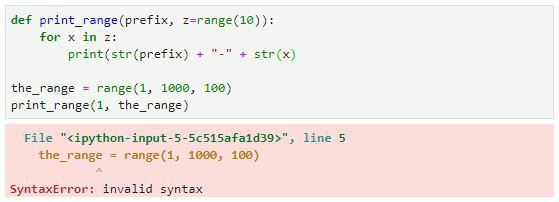 def print_range(prefix, z=range(10)):
    for x in z:
        print(str(prefix) + "-" + str(x)

the_range = range(1, 1000, 100)
print_range(1, the_range)
  File "<ipython-input-5-5c515afa1d39>", line 5
    the_range = range(1, 1000, 100)
            ^
SyntaxError: invalid syntax